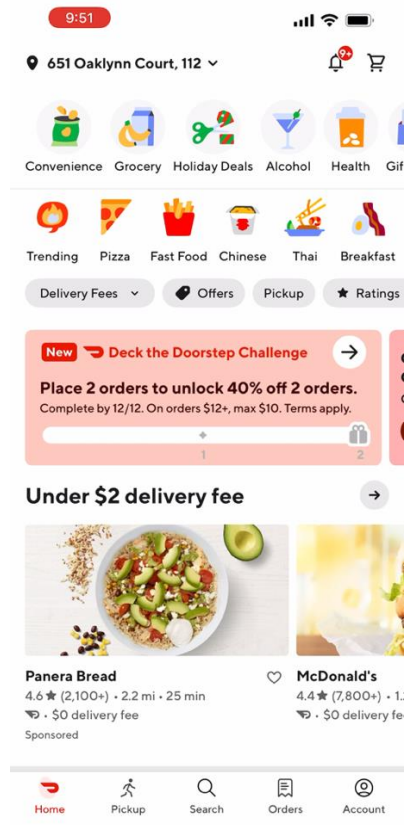 9:51
651 Oaklynn Court, 112
9+
Convenience Grocery Holiday Deals Alcohol Health Gif
Trending Pizza Fast Food Chinese Thai Breakfast
Delivery Fees Offers Pickup ★ Ratings
New Deck the Doorstep Challenge
Place 2 orders to unlock 40% off 2 orders.
Complete by 12/12. On orders $12+, max $10. Terms apply.
1 2
Under $2 delivery fee
Panera Bread
4.6 ★ (2,100+) • 2.2 mi • 25 min
• $0 delivery fee
Sponsored
McDonald's
4.4 ★ (7,800+) • 1.
• $0 delivery fe
Home Pickup Search Orders Account